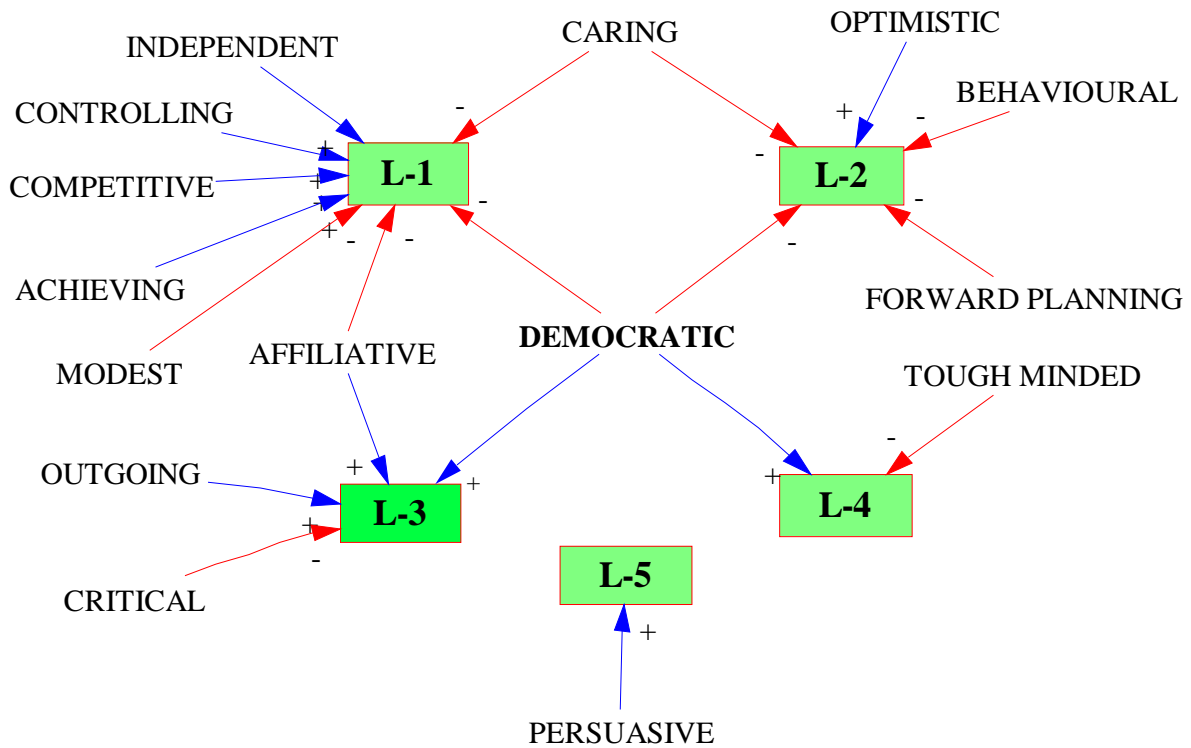 OPTIMISTIC
CARING
INDEPENDENT
BEHAVIOURAL
CONTROLLING
-
+
-
+
COMPETITIVE
L-1
-
L-2
+
+
-
-
+
-
-
-
ACHIEVING
FORWARD PLANNING
DEMOCRATIC
AFFILIATIVE
MODEST
TOUGH MINDED
-
OUTGOING
+
+
+
L-3
L-4
+
-
L-5
CRITICAL
+
PERSUASIVE